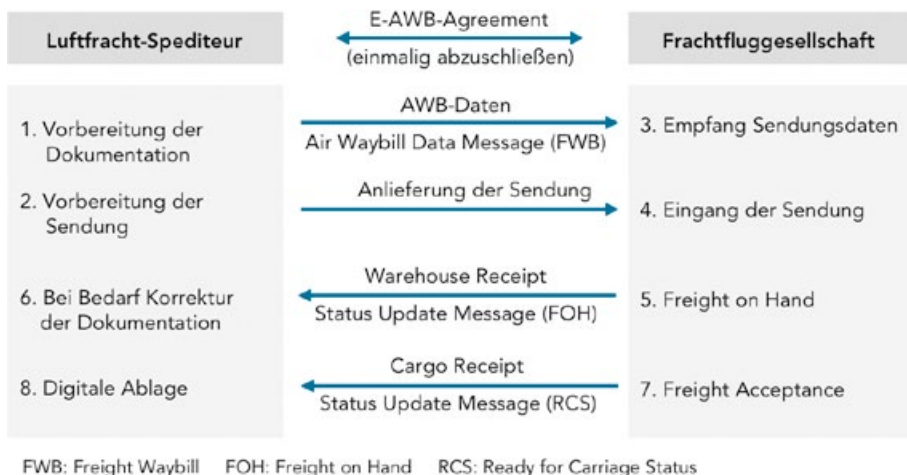 Luftfracht-Spediteur
E-AWB-Agreement
(einmalig abzuschließen)
Frachtfluggesellschaft
1. Vorbereitung der
Dokumentation
AWB-Daten
Air Waybill Data Message (FWB)
3. Empfang Sendungsdaten
2. Vorbereitung der
Sendung
Anlieferung der Sendung
4. Eingang der Sendung
6. Bei Bedarf Korrektur
der Dokumentation
Warehouse Receipt
Status Update Message (FOH)
5. Freight on Hand
8. Digitale Ablage
Cargo Receipt
Status Update Message (RCS)
7. Freight Acceptance
FWB: Freight Waybill FOH: Freight on Hand RCS: Ready for Carriage Status